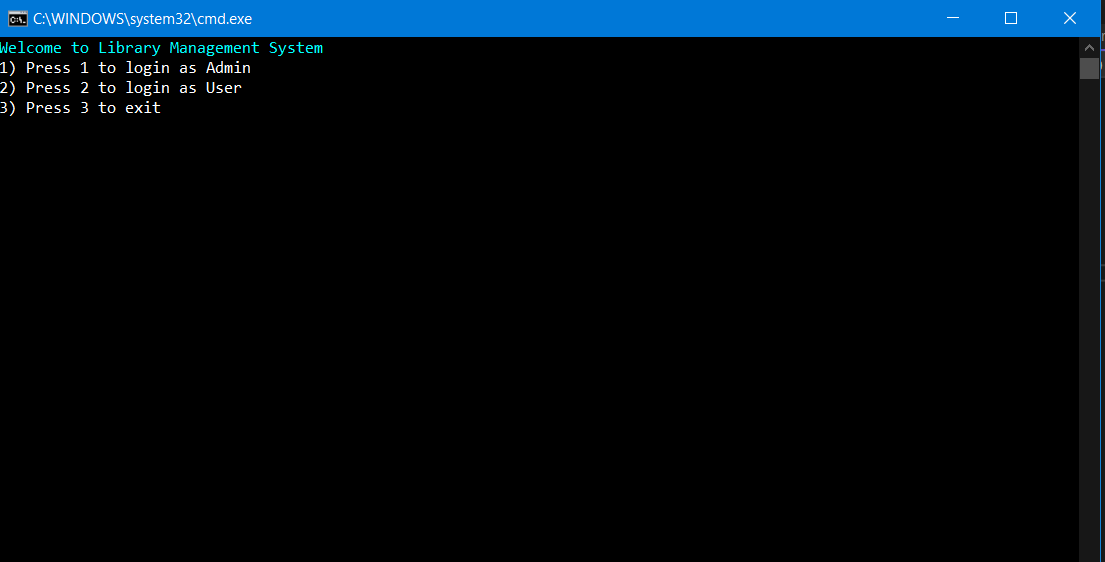 C:\WINDOWS\system32\cmd.exe
Welcome to Library Management System
1) Press 1 to login as Admin
2) Press 2 to login as User
3) Press 3 to exit